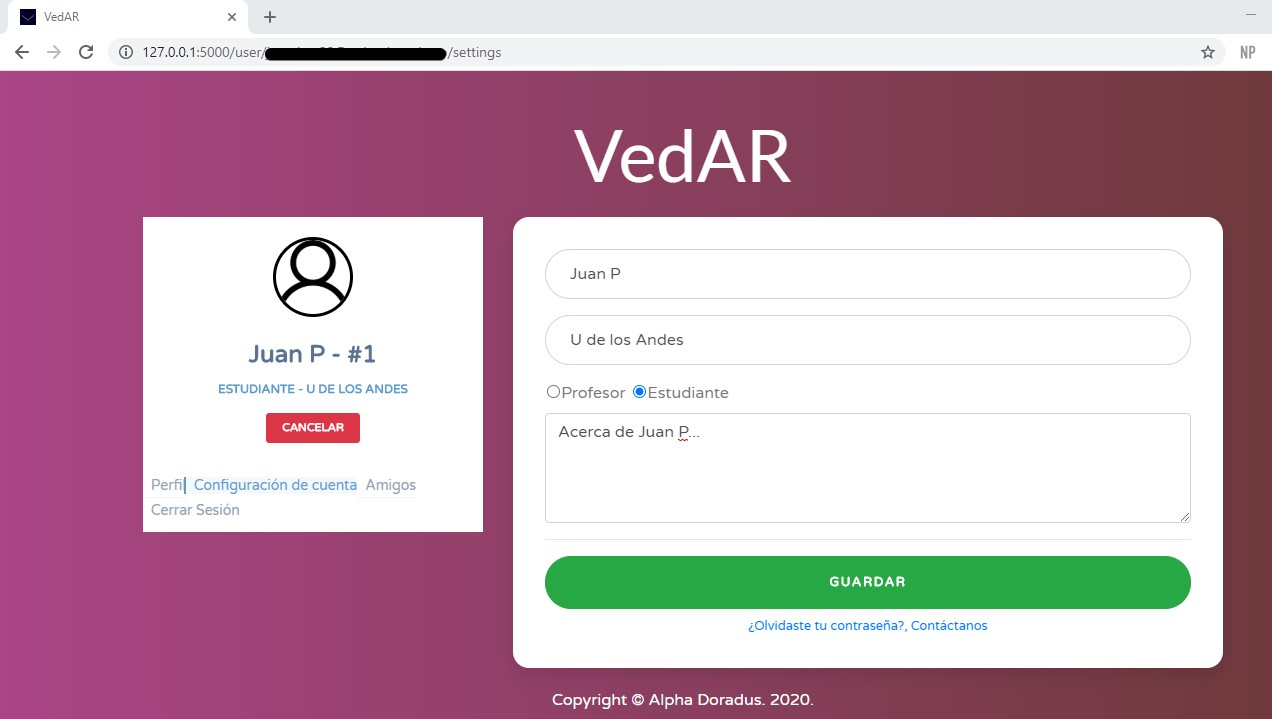 VedAR
127.0.0.1:5000/user/
/settings
NP
VedAR
Juan P - #1
ESTUDIANTE - U DE LOS ANDES
CANCELAR
Perfil Configuración de cuenta Amigos
Cerrar Sesión
Juan P
U de los Andes
Profesor Estudiante
Acerca de Juan P...
GUARDAR
¿Olvidaste tu contraseña?, Contáctanos
Copyright © Alpha Doradus. 2020.